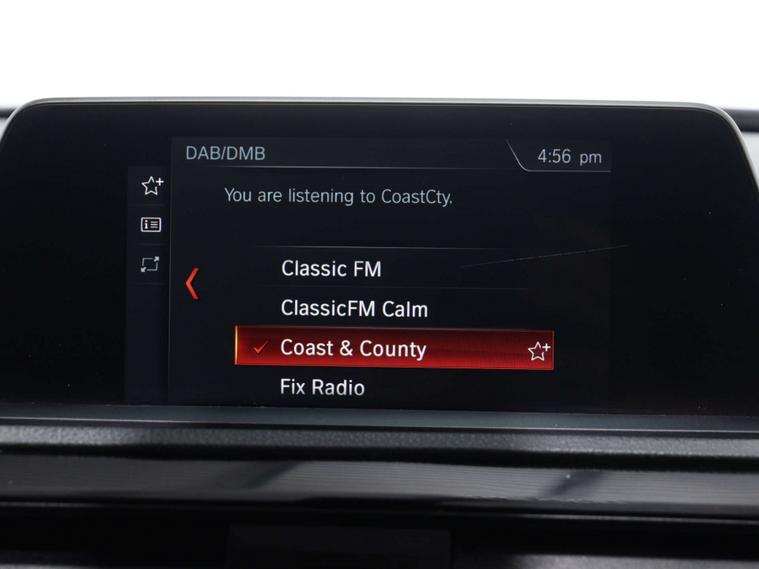 DAB/DMB
4:56 pm
You are listening to CoastCty.
Classic FM
ClassicFM Calm
Coast & County
Fix Radio